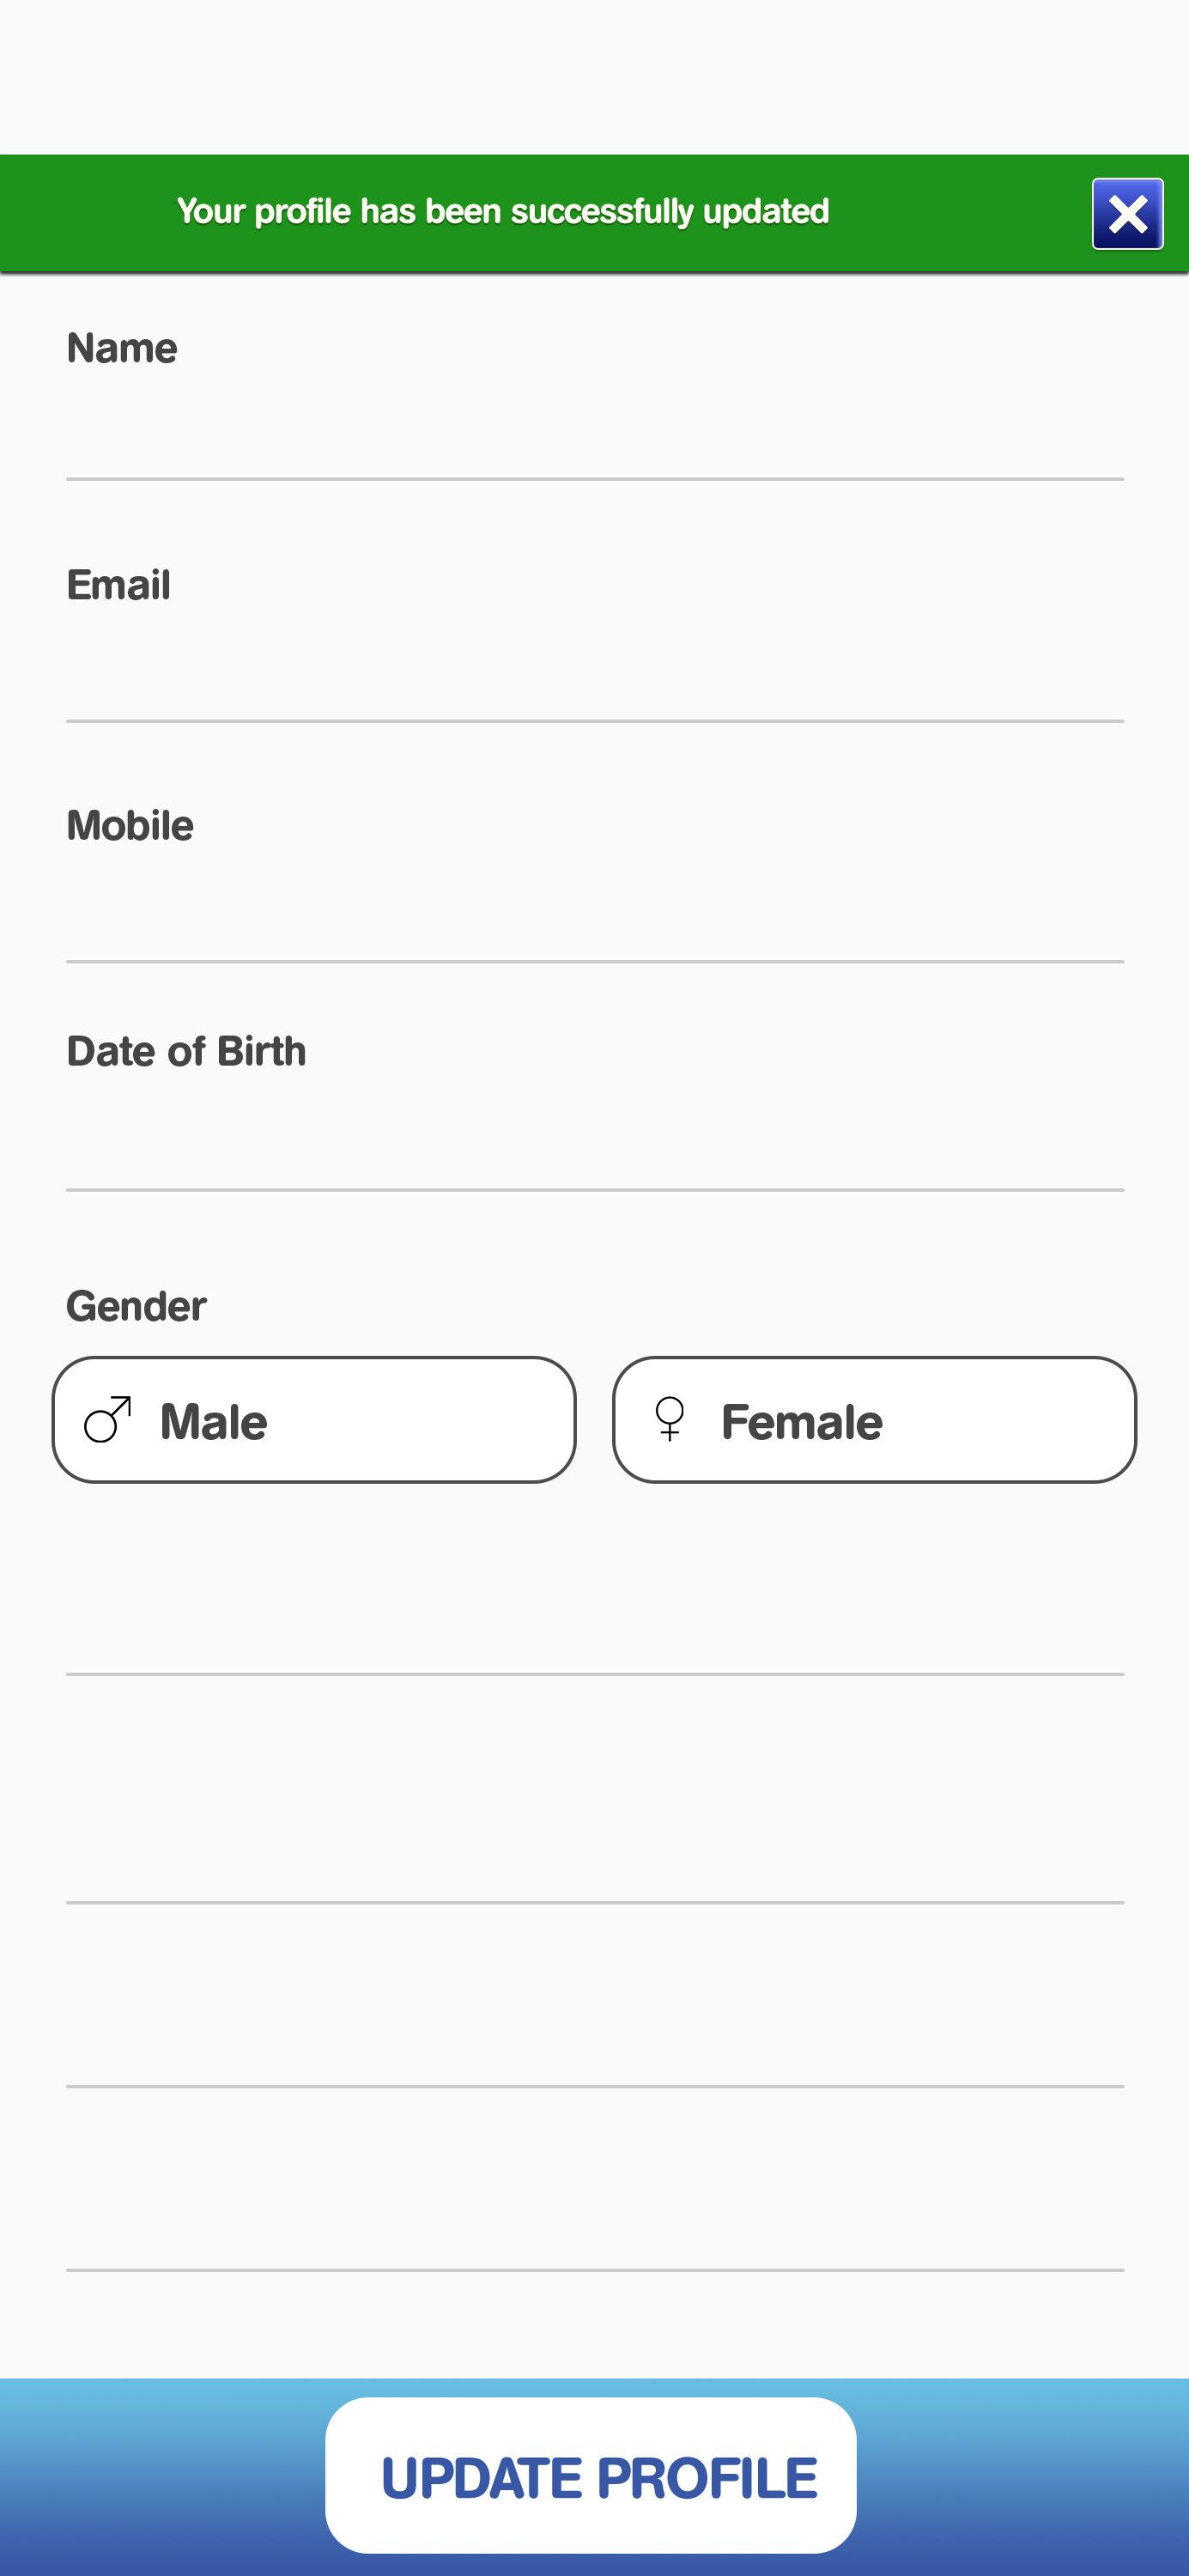 Your profile has been successfully updated
Name
Email
Mobile
Date of Birth
Gender
Male
Female
UPDATE PROFILE